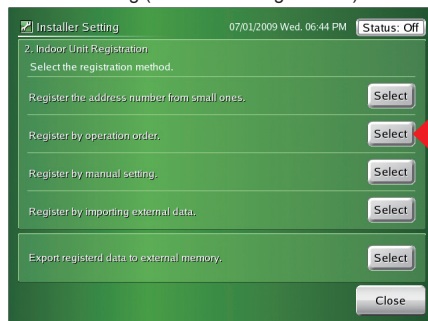 Installer Setting 07/01/2009 Wed. 06:44 PM Status: Off
2. Indoor Unit Registration
Select the registration method.
Register the address number from small ones. Select
Register by operation order. Select
Register by manual setting. Select
Register by importing external data. Select
Export registerd data to external memory. Select
Close